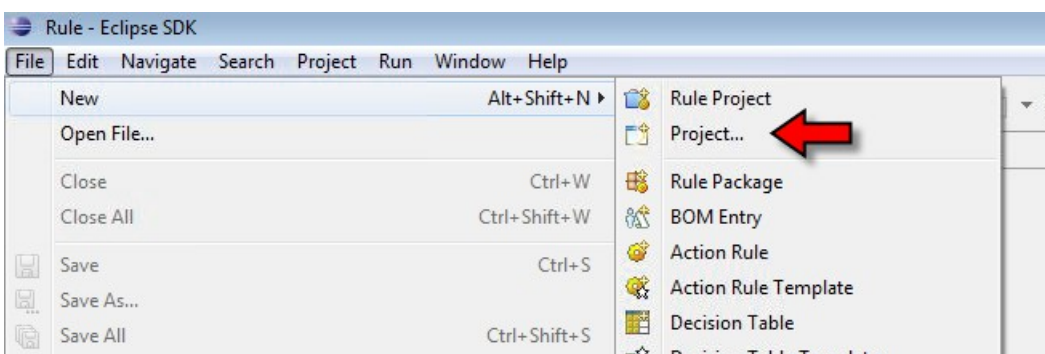 Rule - Eclipse SDK
File Edit Navigate Search Project Run Window Help
New Alt+Shift+N
Open File...
Close Ctrl+W
Close All Ctrl+Shift+W
Save Ctrl+S
Save As...
Save All Ctrl+Shift+S
Rule Project
Project...
Rule Package
BOM Entry
Action Rule
Action Rule Template
Decision Table